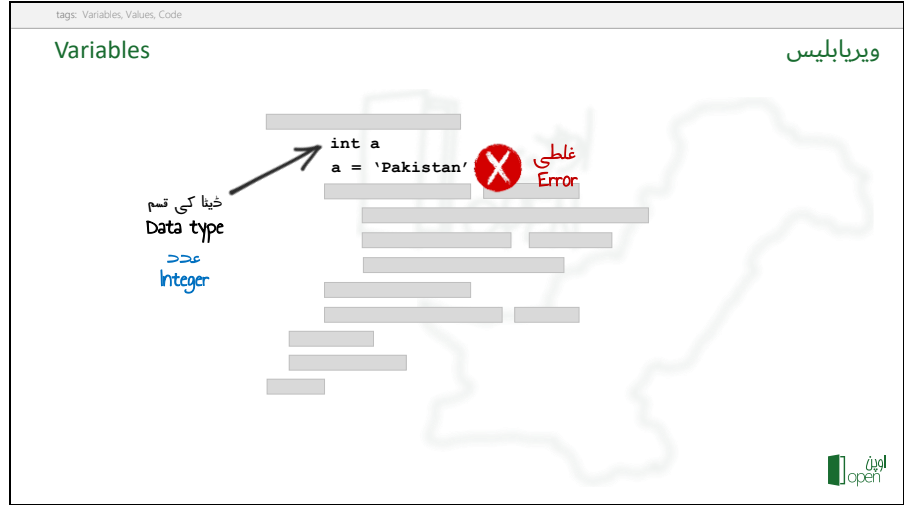 tags: Variables, Values, Code
Variables
ویریابلیس
int a
a = ‘Pakistan’
غلطی
Error
ڈیٹا کی قسم
Data type
عدد
Integer
اوپن
open